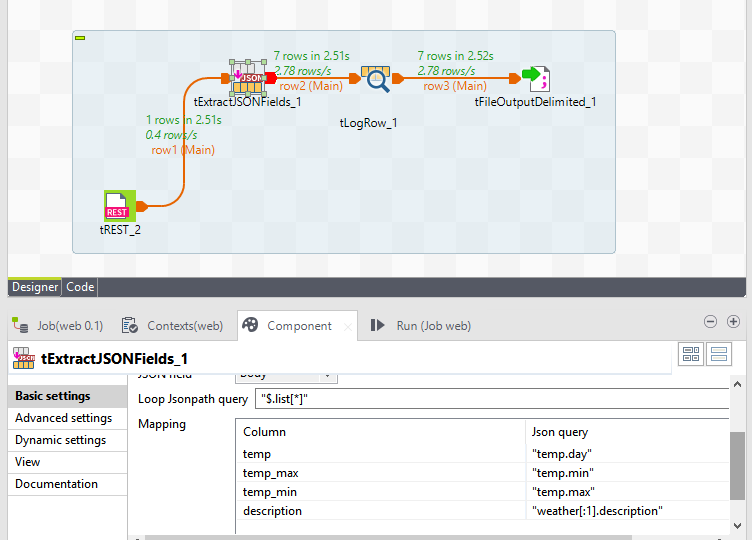 7 rows in 2.51s
2.78 rows/s
row2 (Main)
7 rows in 2.52s
2.78 rows/s
row3 (Main)
JSON
tExtractJSONFields_1
tLogRow_1
tFileOutputDelimited_1
1 rows in 2.51s
0.4 rows/s
row1 (Main)
REST
tREST_2
Designer
Code
Job(web 0.1)
Contexts(web)
Component
Run (Job web)
JSON
tExtractJSONFields_1
Basic settings
Advanced settings
Dynamic settings
View
Documentation
JSON field
Body
Loop Jsonpath query
"$.list[*]"
Mapping
Column
Json query
temp
"temp.day"
temp_max
"temp.min"
temp_min
"temp.max"
description
"weather[:1].description"